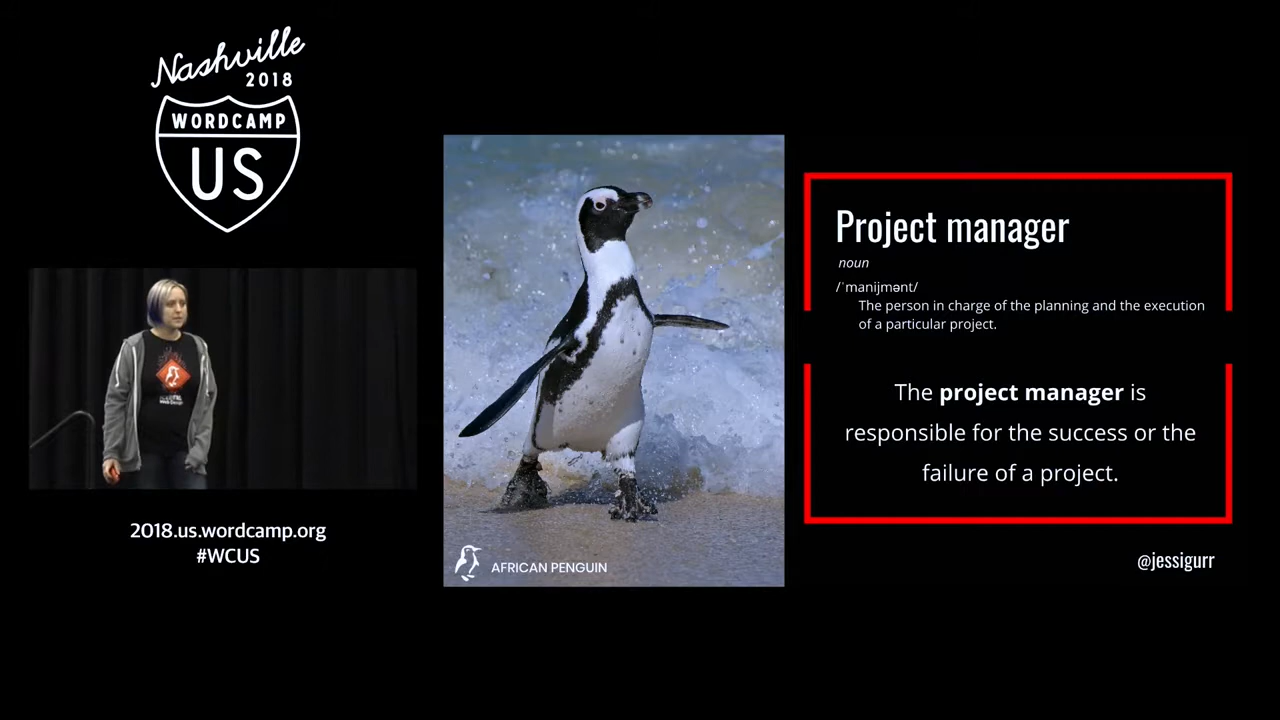 Nashville
2018
WORDCAMP
US
2018.us.wordcamp.org
#WCUS
AFRICAN PENGUIN
Project manager
noun
/ˈmanijmənt/
The person in charge of the planning and the execution
of a particular project.
The project manager is
responsible for the success or the
failure of a project.
@jessigurr